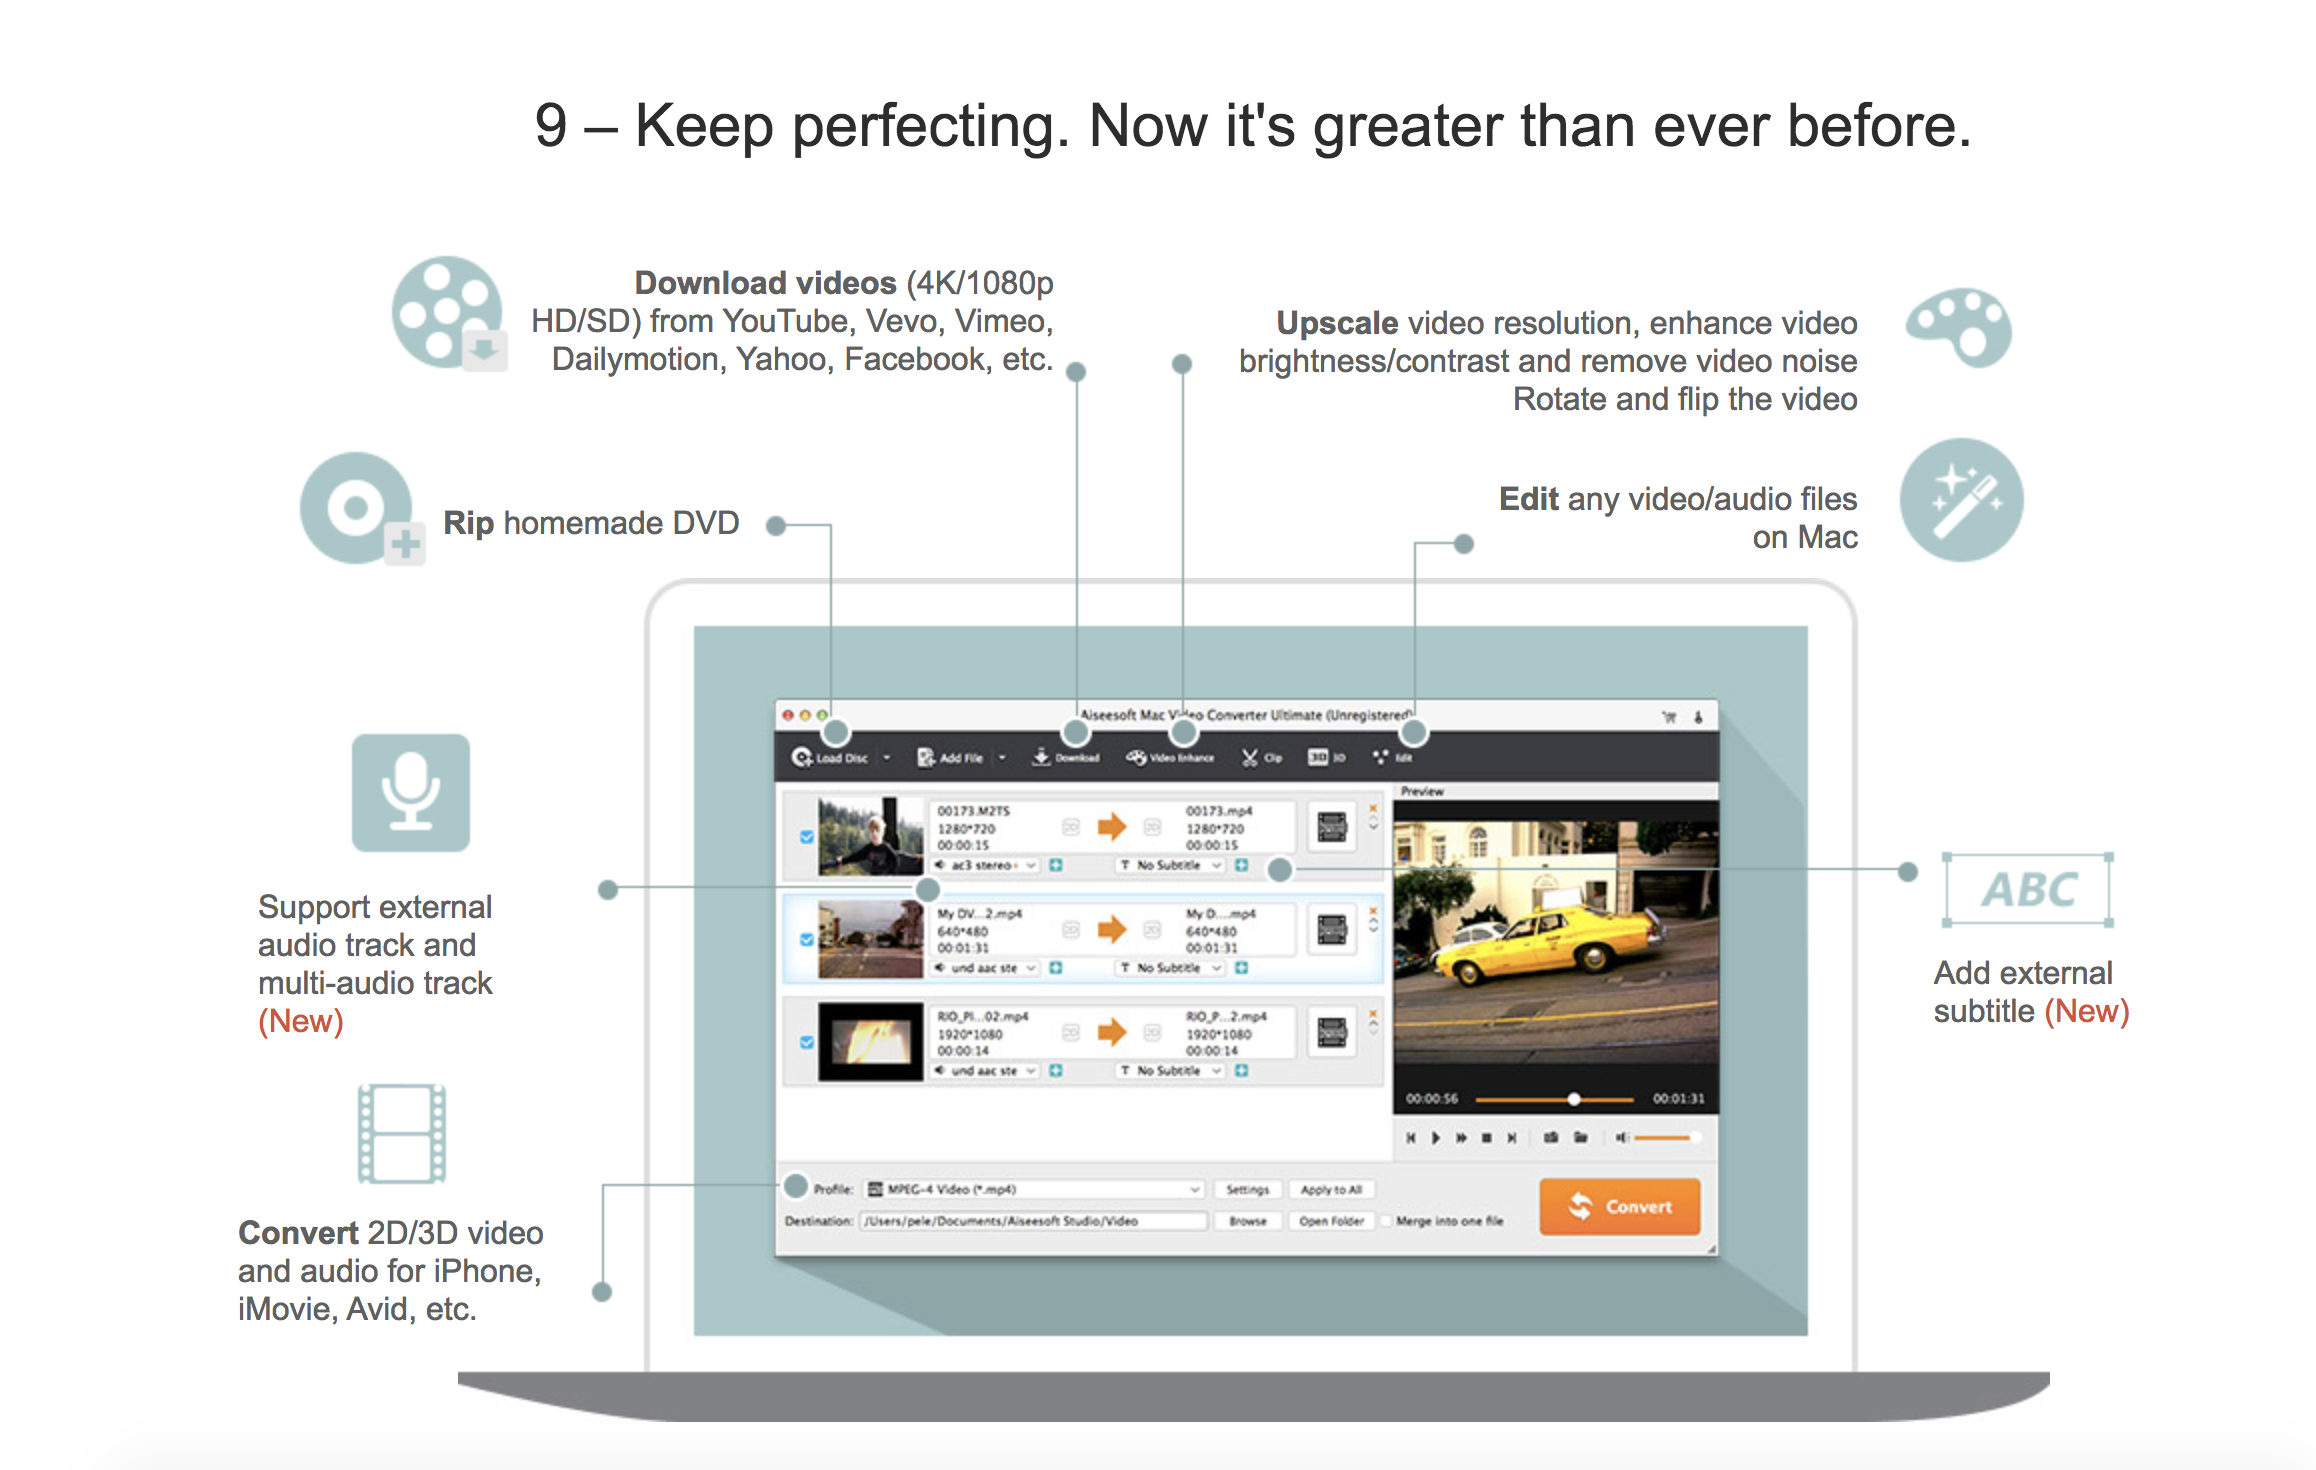 9 – Keep perfecting. Now it's greater than ever before.
Download videos (4K/1080p
HD/SD) from YouTube, Vevo, Vimeo,
Dailymotion, Yahoo, Facebook, etc.
Upscale video resolution, enhance video
brightness/contrast and remove video noise
Rotate and flip the video
Rip homemade DVD
Edit any video/audio files
on Mac
Support external
audio track and
multi-audio track
(New)
Convert 2D/3D video
and audio for iPhone,
iMovie, Avid, etc.
ABC
Add external
subtitle (New)
Aiseesoft Mac Video Converter Ultimate (Unregistered)
Load Disc Add File Download Video Enhance Clip 3D 3D Edit
00173.M2TS 00173.mp4
1280*720 2D 2D 1280*720
00:00:15 00:00:15
ac3 stereo T No Subtitle
My DV...2.mp4 My D....mp4
640*480 2D 2D 640*480
00:01:31 00:01:31
und aac ste T No Subtitle
RIO_Pl...02.mp4 RIO_P...2.mp4
1920*1080 2D 2D 1920*1080
00:00:14 00:00:14
und aac ste T No Subtitle
Preview
00:00:56 00:01:31
Profile: MPEG-4 Video (*.mp4) Settings Apply to All
Destination: /Users/pele/Documents/Aiseesoft Studio/Video Browse Open Folder Merge into one file
Convert